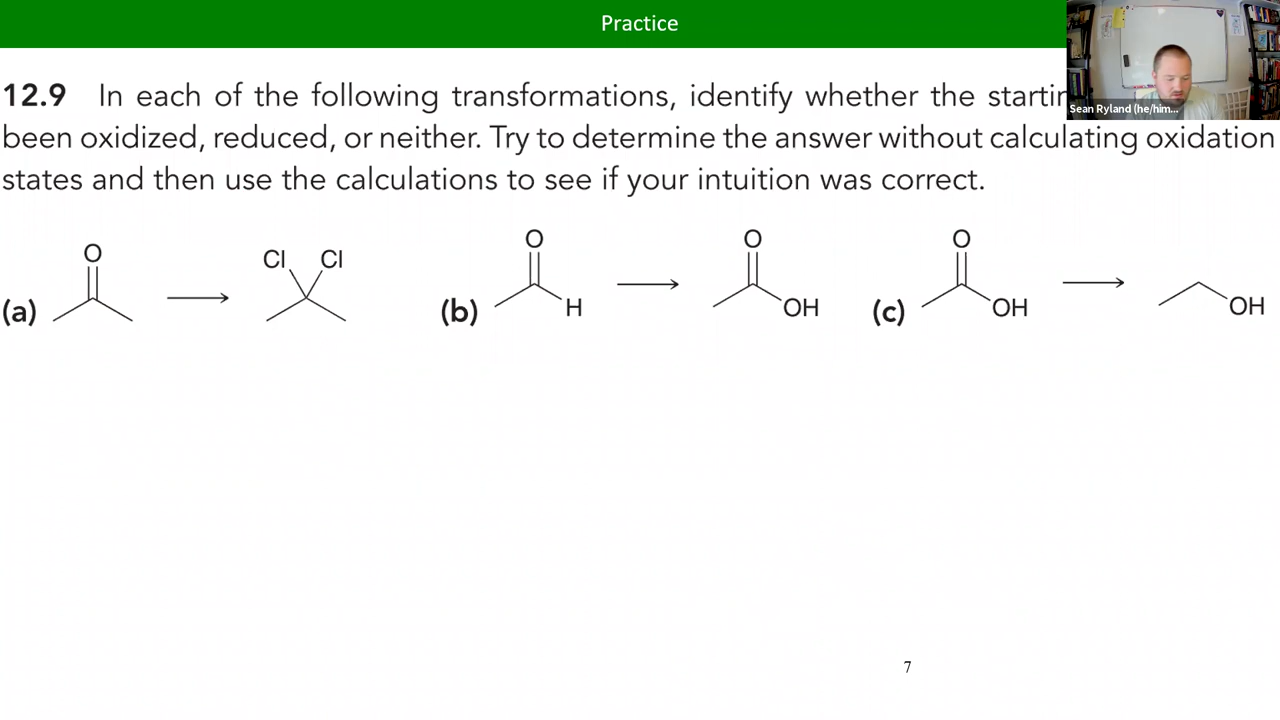 Practice
Sean Ryland (he/him...
12.9 In each of the following transformations, identify whether the
been oxidized, reduced, or neither. Try to determine the answer without calculating oxidation
states and then use the calculations to see if your intuition was correct.
(a) O Cl Cl
(b) O H O OH
(c) O OH OH
7